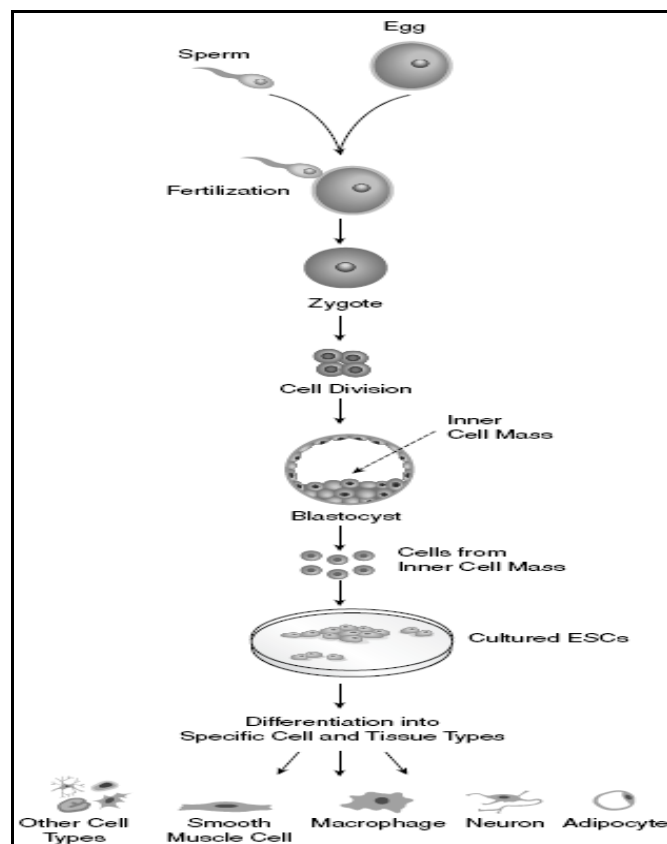 Egg
Sperm
Fertilization
Zygote
Cell Division
Inner
Cell Mass
Blastocyst
Cells from
Inner Cell Mass
Cultured ESCs
Differentiation into
Specific Cell and Tissue Types
Other Cell
Types
Smooth
Muscle Cell
Macrophage
Neuron
Adipocyte